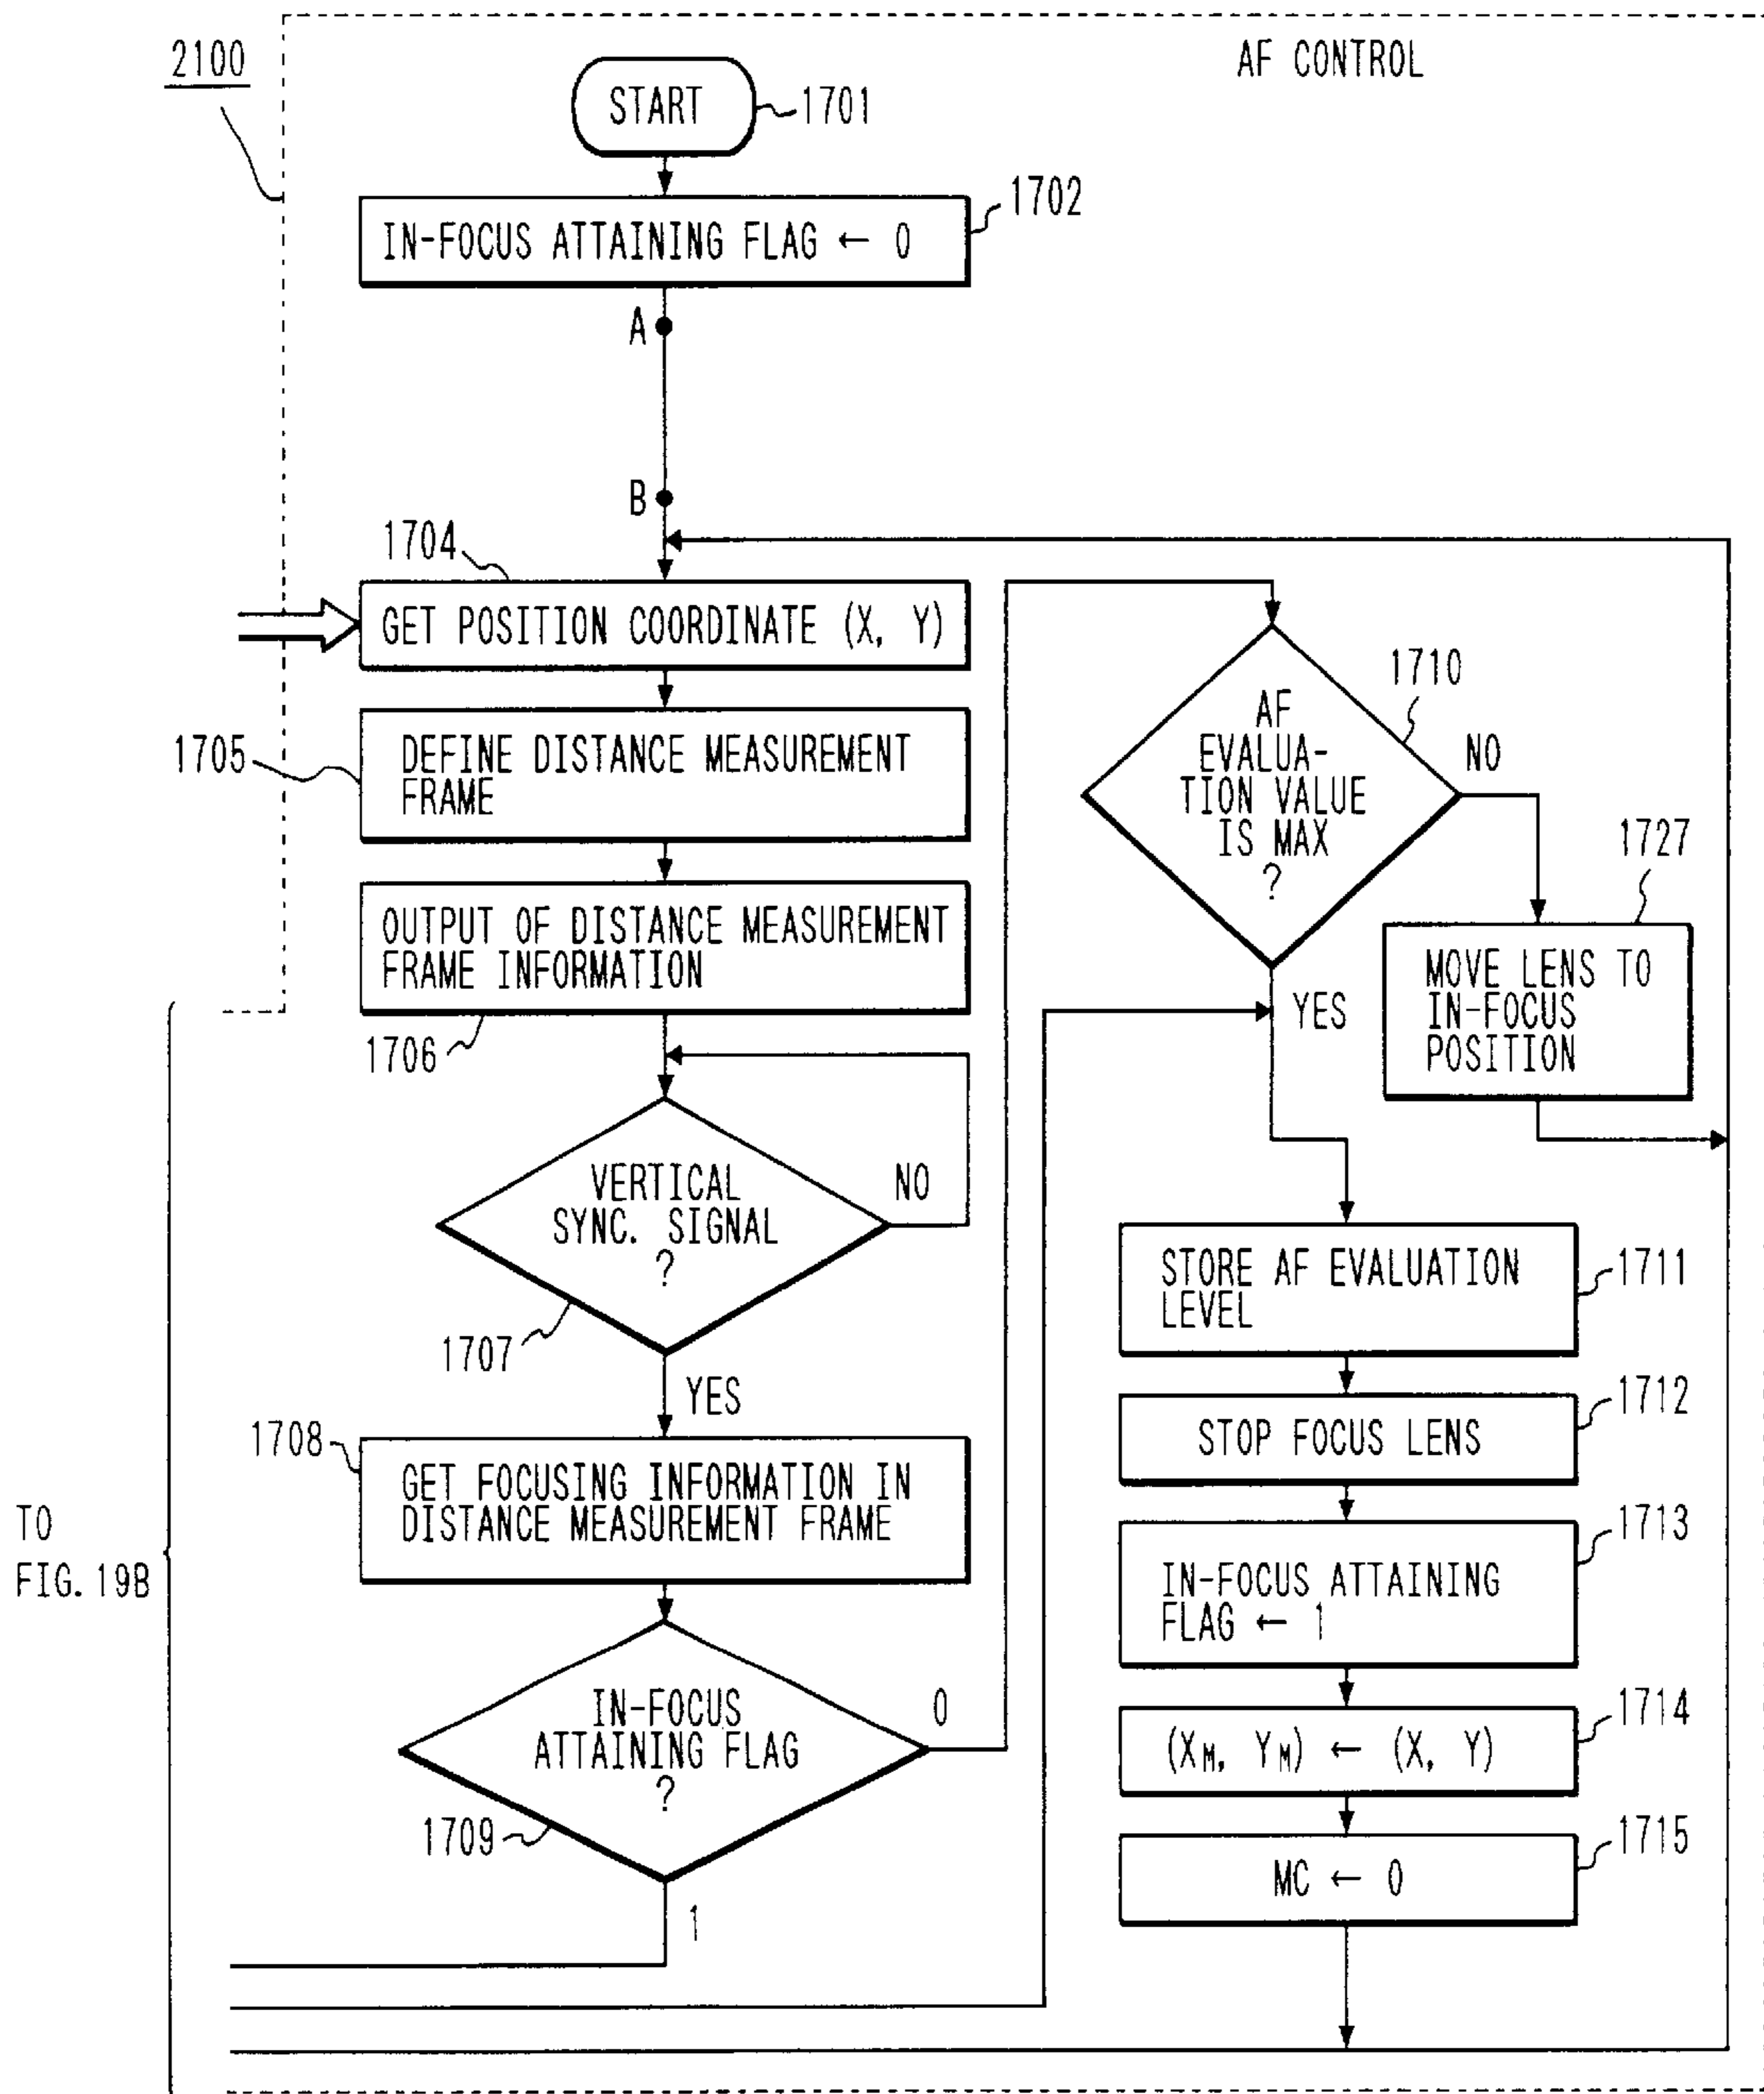 2100
AF CONTROL
START
1701
1702
IN-FOCUS ATTAINING FLAG ← 0
A
B
1704
GET POSITION COORDINATE (X, Y)
1705
DEFINE DISTANCE MEASUREMENT
FRAME
OUTPUT OF DISTANCE MEASUREMENT
FRAME INFORMATION
1706
VERTICAL
SYNC. SIGNAL
?
NO
1707
YES
1708
GET FOCUSING INFORMATION IN
DISTANCE MEASUREMENT FRAME
TO
FIG. 19B
IN-FOCUS
ATTAINING FLAG
?
0
1709
1
1710
AF
EVALUA-
TION VALUE
IS MAX
?
NO
1727
MOVE LENS TO
IN-FOCUS
POSITION
YES
STORE AF EVALUATION
LEVEL
1711
1712
STOP FOCUS LENS
1713
IN-FOCUS ATTAINING
FLAG ← 1
1714
(XM, YM) ← (X, Y)
1715
MC ← 0